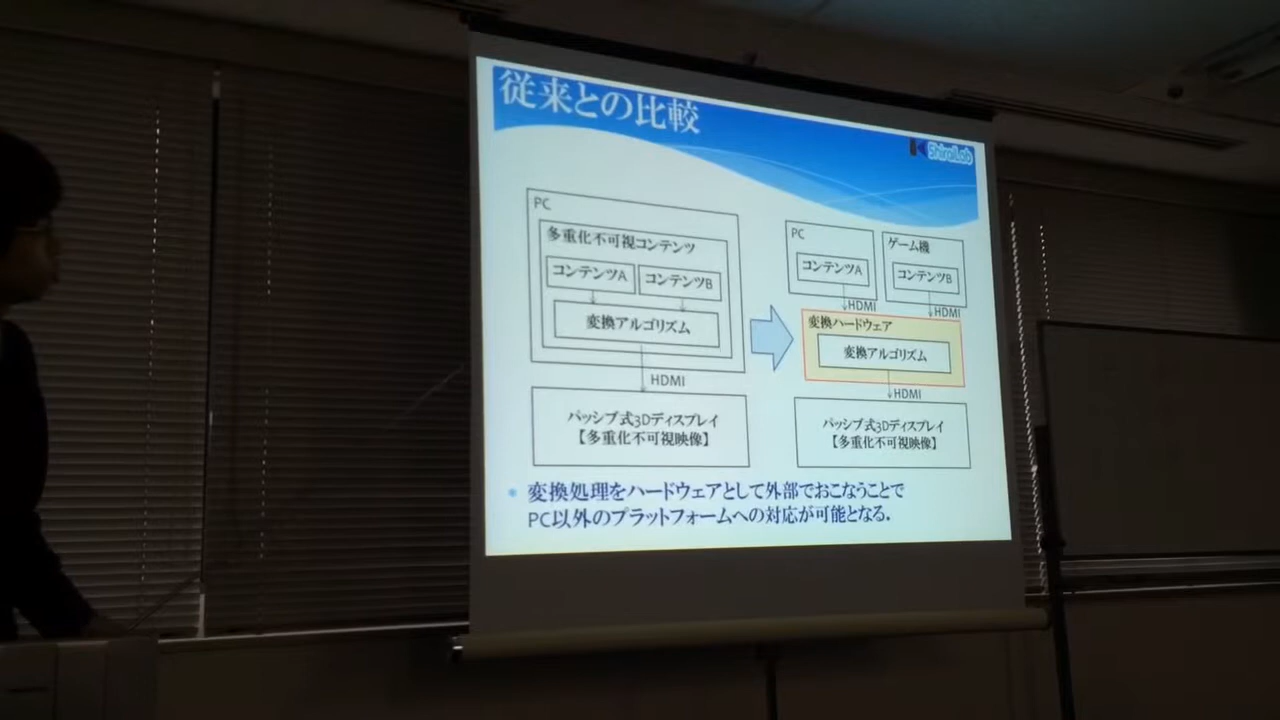 従来との比較
ShiraiLab
PC
多重化不可視コンテンツ
コンテンツA
コンテンツB
変換アルゴリズム
HDMI
パッシブ式3Dディスプレイ
【多重化不可視映像】
PC
コンテンツA
ゲーム機
コンテンツB
HDMI
HDMI
変換ハードウェア
変換アルゴリズム
HDMI
パッシブ式3Dディスプレイ
【多重化不可視映像】
変換処理をハードウェアとして外部でおこなうことで
PC以外のプラットフォームへの対応が可能となる.